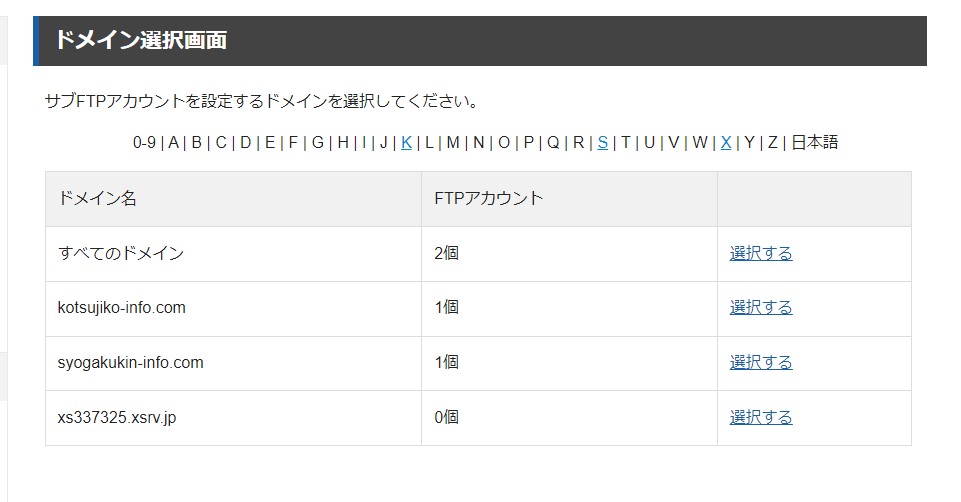 ドメイン選択画面
サブFTPアカウントを設定するドメインを選択してください。
0-9 | A | B | C | D | E | F | G | H | I | J | K | L | M | N | O | P | Q | R | S | T | U | V | W | X | Y | Z | 日本語
ドメイン名 FTPアカウント
すべてのドメイン 2個 選択する
kotsujiko-info.com 1個 選択する
syogakukin-info.com 1個 選択する
xs337325.xsrv.jp 0個 選択する